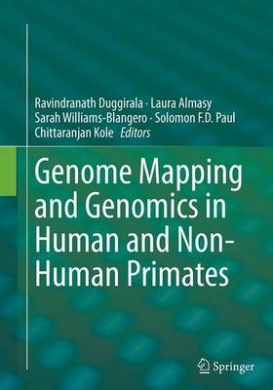 Ravindranath Duggirala · Laura Almasy
Sarah Williams-Blangero · Solomon F.D. Paul
Chittaranjan Kole Editors
Genome Mapping
and Genomics in
Human and Non-
Human Primates
Springer